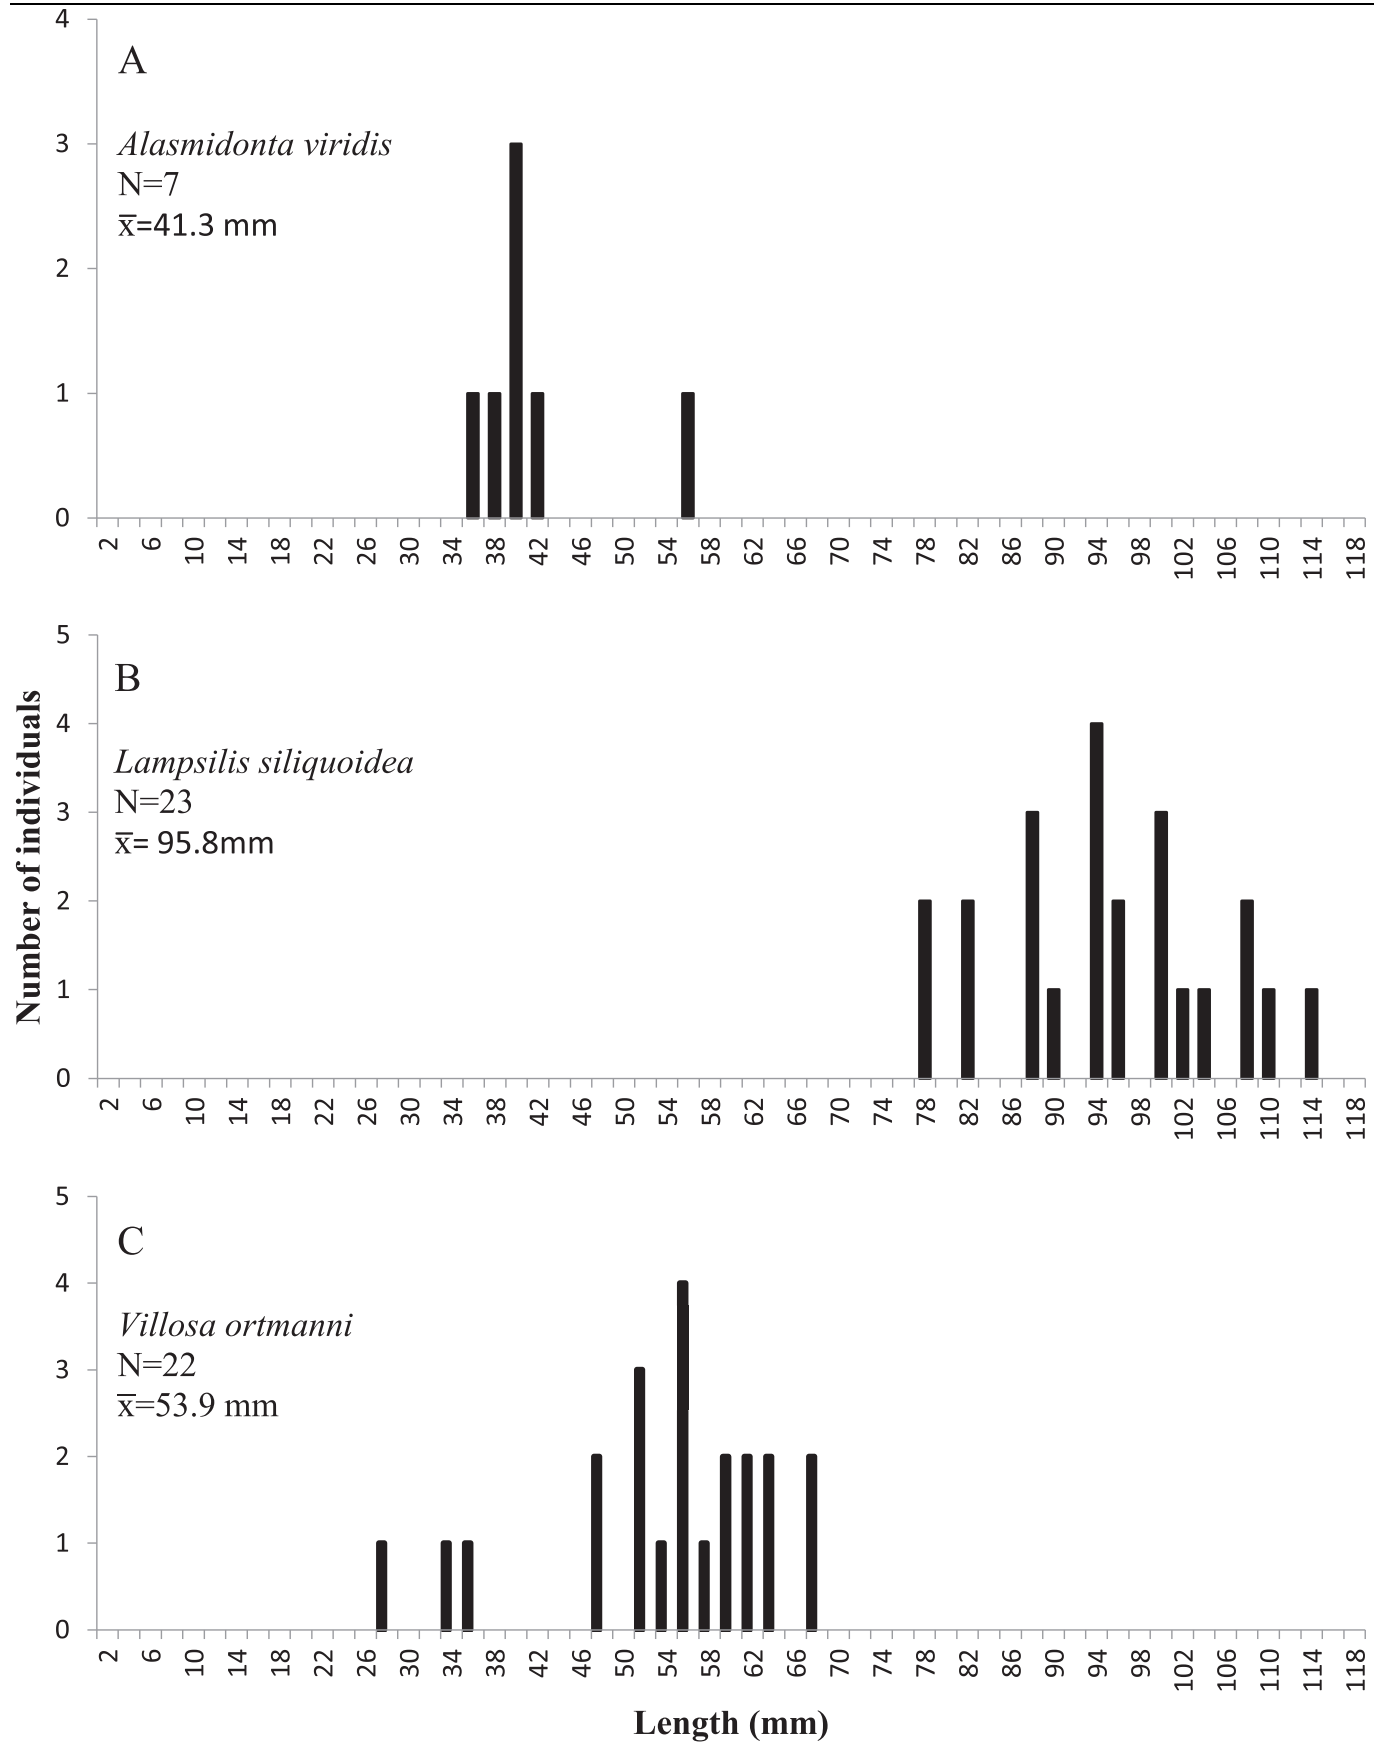 4
A
3
Alasmidonta viridis
N=7
x̅=41.3 mm
2
1
0
2 6 10 14 18 22 26 30 34 38 42 46 50 54 58 62 66 70 74 78 82 86 90 94 98 102 106 110 114 118
5
B
4
Lampsilis siliquoidea
3
N=23
x̅= 95.8mm
2
1
0
2 6 10 14 18 22 26 30 34 38 42 46 50 54 58 62 66 70 74 78 82 86 90 94 98 102 106 110 114 118
Number of individuals
5
C
4
Villosa ortmanni
3
N=22
x̅=53.9 mm
2
1
0
2 6 10 14 18 22 26 30 34 38 42 46 50 54 58 62 66 70 74 78 82 86 90 94 98 102 106 110 114 118
Length (mm)